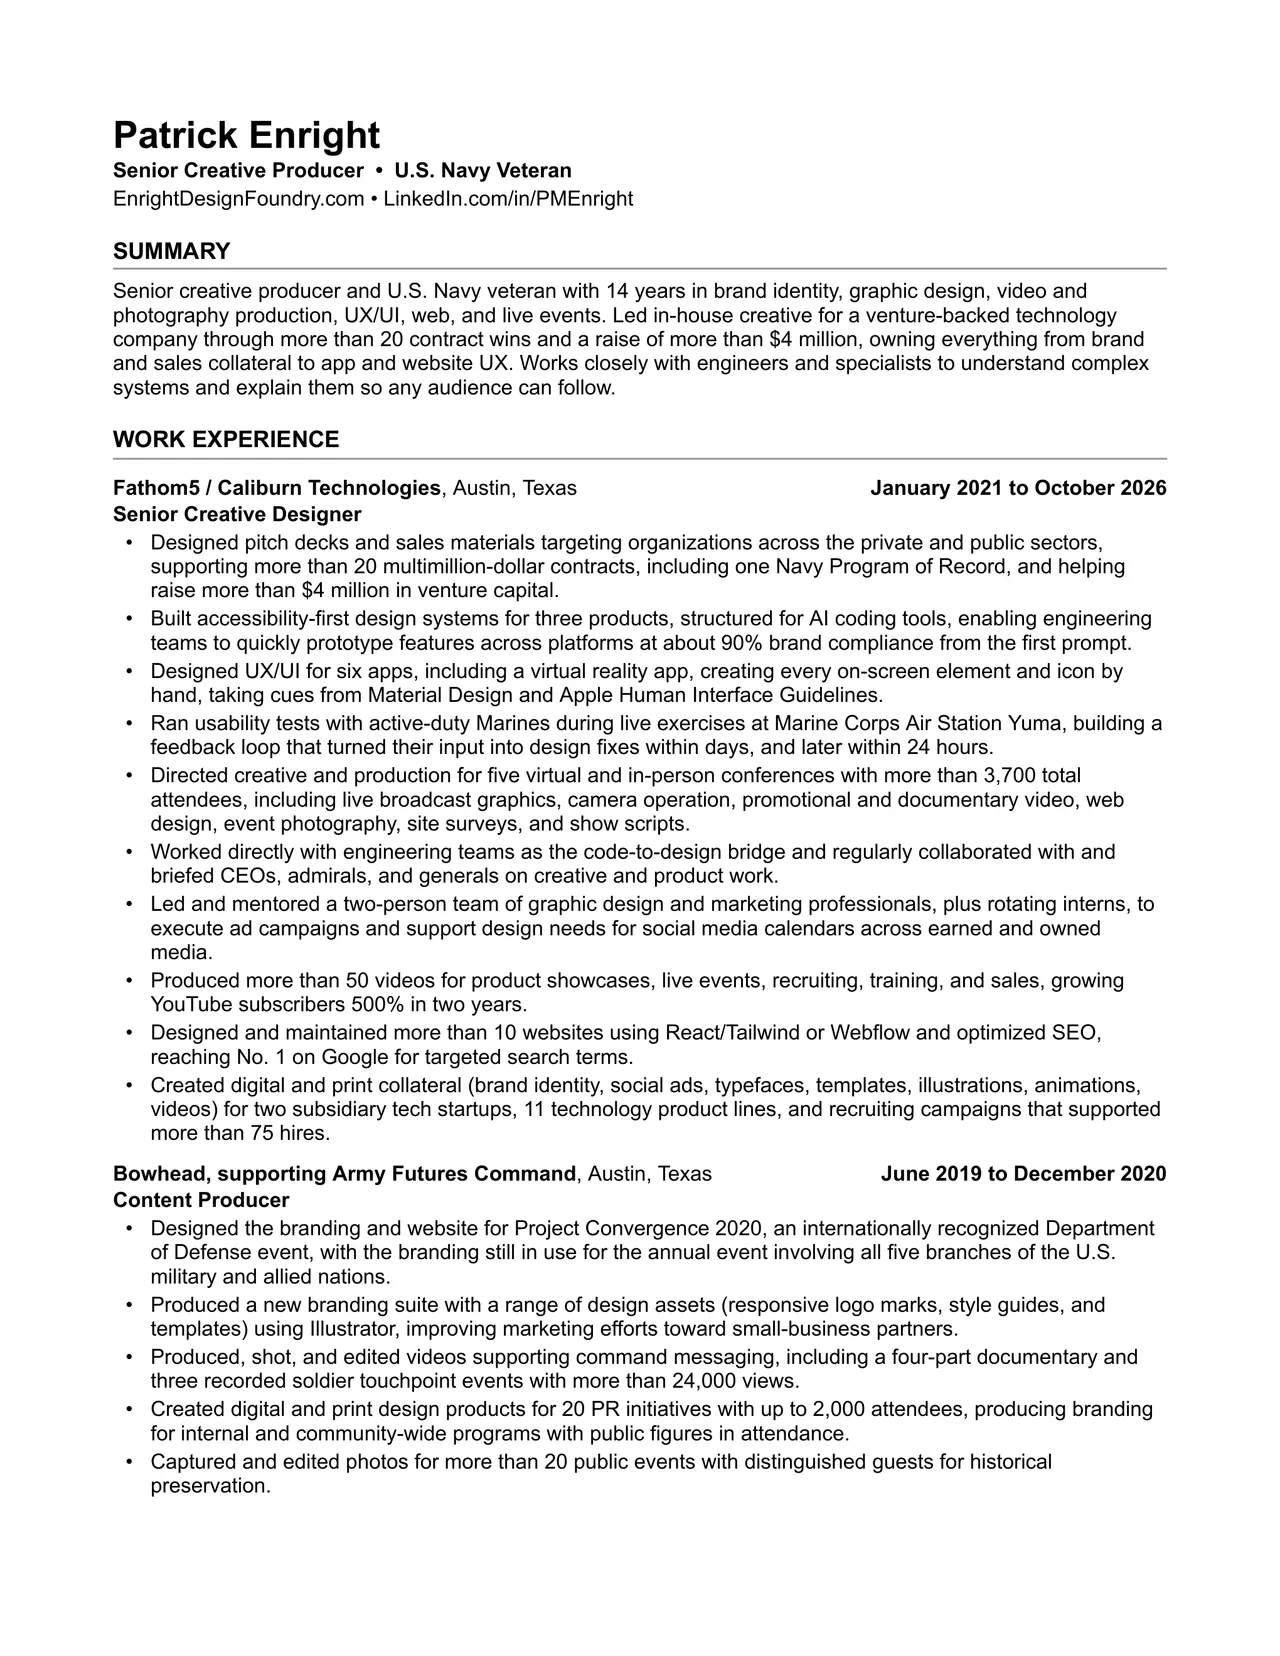 Patrick Enright
Senior Creative Producer • U.S. Navy Veteran
EnrightDesignFoundry.com • LinkedIn.com/in/PMEnright
SUMMARY
Senior creative producer and U.S. Navy veteran with 14 years in brand identity, graphic design, video and
photography production, UX/UI, web, and live events. Led in-house creative for a venture-backed technology
company through more than 20 contract wins and a raise of more than $4 million, owning everything from brand
and sales collateral to app and website UX. Works closely with engineers and specialists to understand complex
systems and explain them so any audience can follow.
WORK EXPERIENCE
Fathom5 / Caliburn Technologies, Austin, Texas January 2021 to October 2026
Senior Creative Designer
• Designed pitch decks and sales materials targeting organizations across the private and public sectors,
supporting more than 20 multimillion-dollar contracts, including one Navy Program of Record, and helping
raise more than $4 million in venture capital.
• Built accessibility-first design systems for three products, structured for AI coding tools, enabling engineering
teams to quickly prototype features across platforms at about 90% brand compliance from the first prompt.
• Designed UX/UI for six apps, including a virtual reality app, creating every on-screen element and icon by
hand, taking cues from Material Design and Apple Human Interface Guidelines.
• Ran usability tests with active-duty Marines during live exercises at Marine Corps Air Station Yuma, building a
feedback loop that turned their input into design fixes within days, and later within 24 hours.
• Directed creative and production for five virtual and in-person conferences with more than 3,700 total
attendees, including live broadcast graphics, camera operation, promotional and documentary video, web
design, event photography, site surveys, and show scripts.
• Worked directly with engineering teams as the code-to-design bridge and regularly collaborated with and
briefed CEOs, admirals, and generals on creative and product work.
• Led and mentored a two-person team of graphic design and marketing professionals, plus rotating interns, to
execute ad campaigns and support design needs for social media calendars across earned and owned
media.
• Produced more than 50 videos for product showcases, live events, recruiting, training, and sales, growing
YouTube subscribers 500% in two years.
• Designed and maintained more than 10 websites using React/Tailwind or Webflow and optimized SEO,
reaching No. 1 on Google for targeted search terms.
• Created digital and print collateral (brand identity, social ads, typefaces, templates, illustrations, animations,
videos) for two subsidiary tech startups, 11 technology product lines, and recruiting campaigns that supported
more than 75 hires.
Bowhead, supporting Army Futures Command, Austin, Texas June 2019 to December 2020
Content Producer
• Designed the branding and website for Project Convergence 2020, an internationally recognized Department
of Defense event, with the branding still in use for the annual event involving all five branches of the U.S.
military and allied nations.
• Produced a new branding suite with a range of design assets (responsive logo marks, style guides, and
templates) using Illustrator, improving marketing efforts toward small-business partners.
• Produced, shot, and edited videos supporting command messaging, including a four-part documentary and
three recorded soldier touchpoint events with more than 24,000 views.
• Created digital and print design products for 20 PR initiatives with up to 2,000 attendees, producing branding
for internal and community-wide programs with public figures in attendance.
• Captured and edited photos for more than 20 public events with distinguished guests for historical
preservation.